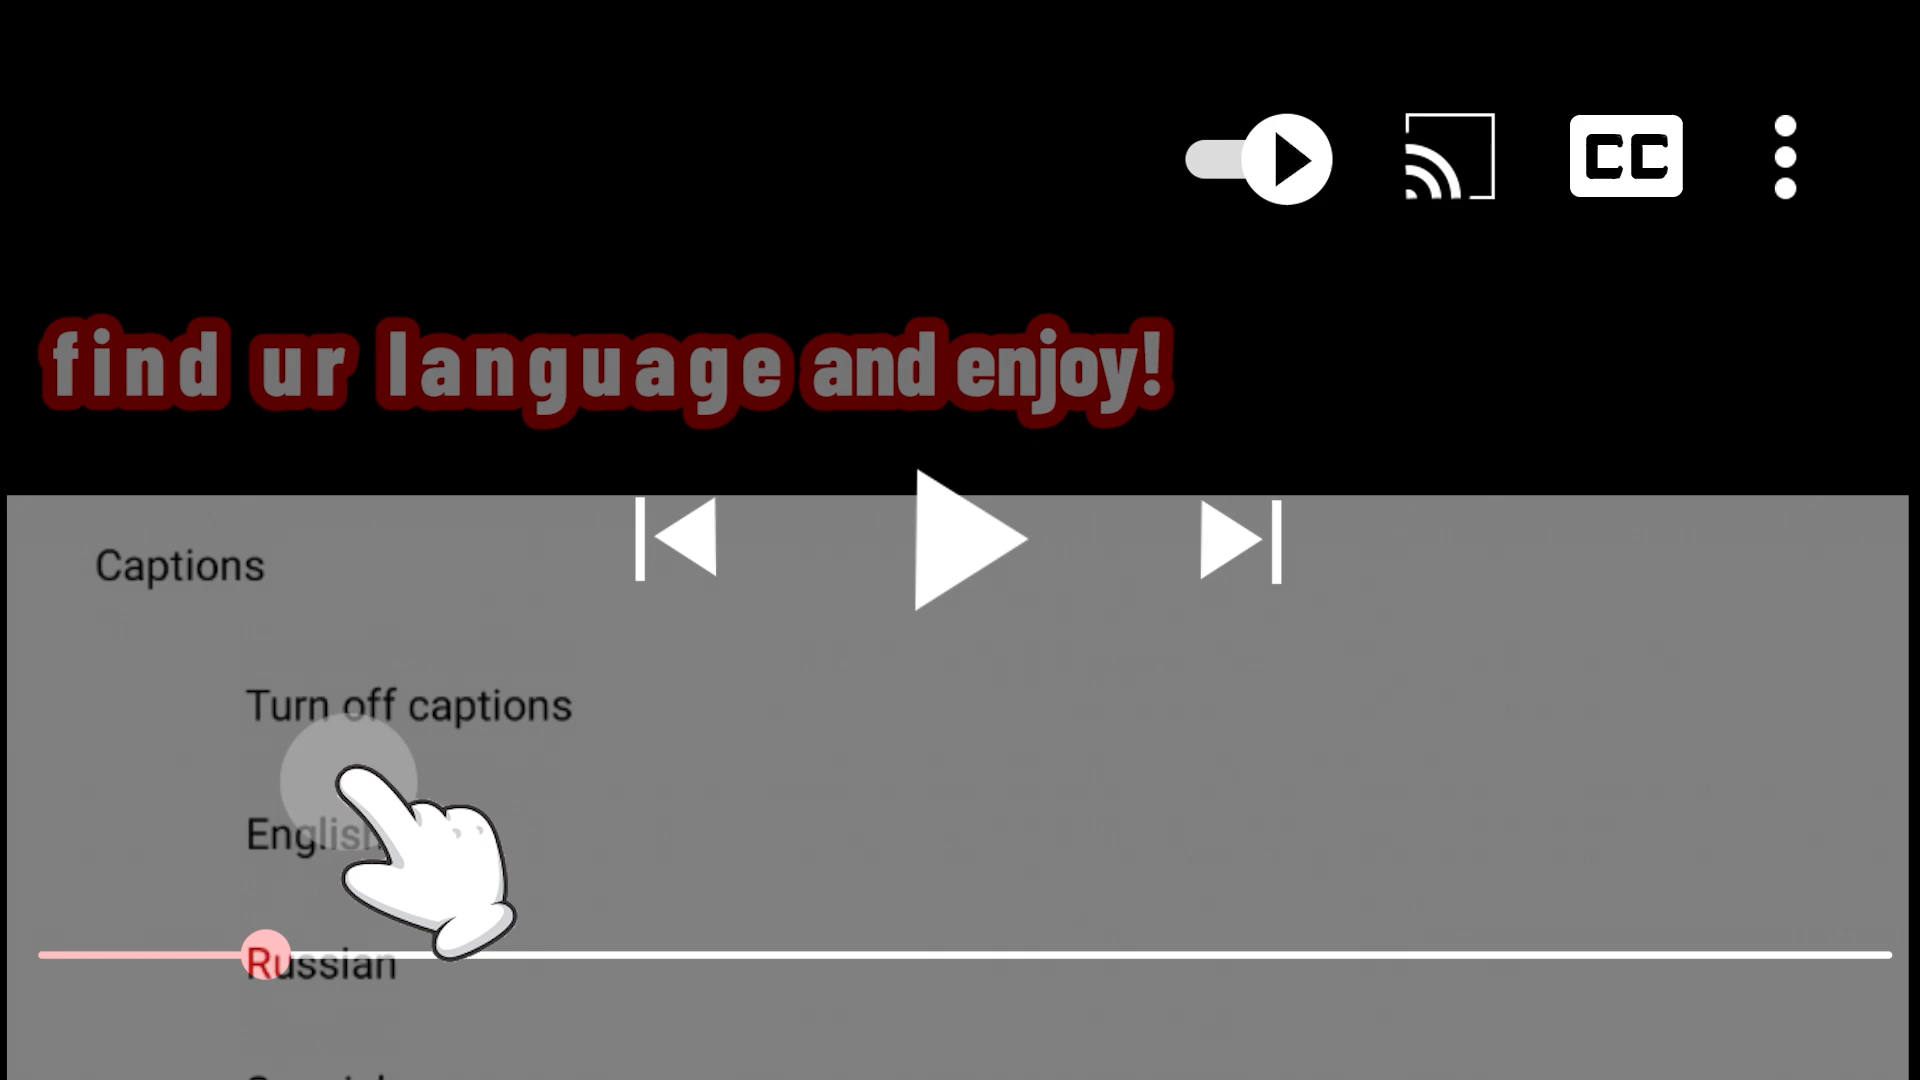 CC
find ur language and enjoy!
Captions
Turn off captions
English
Russian